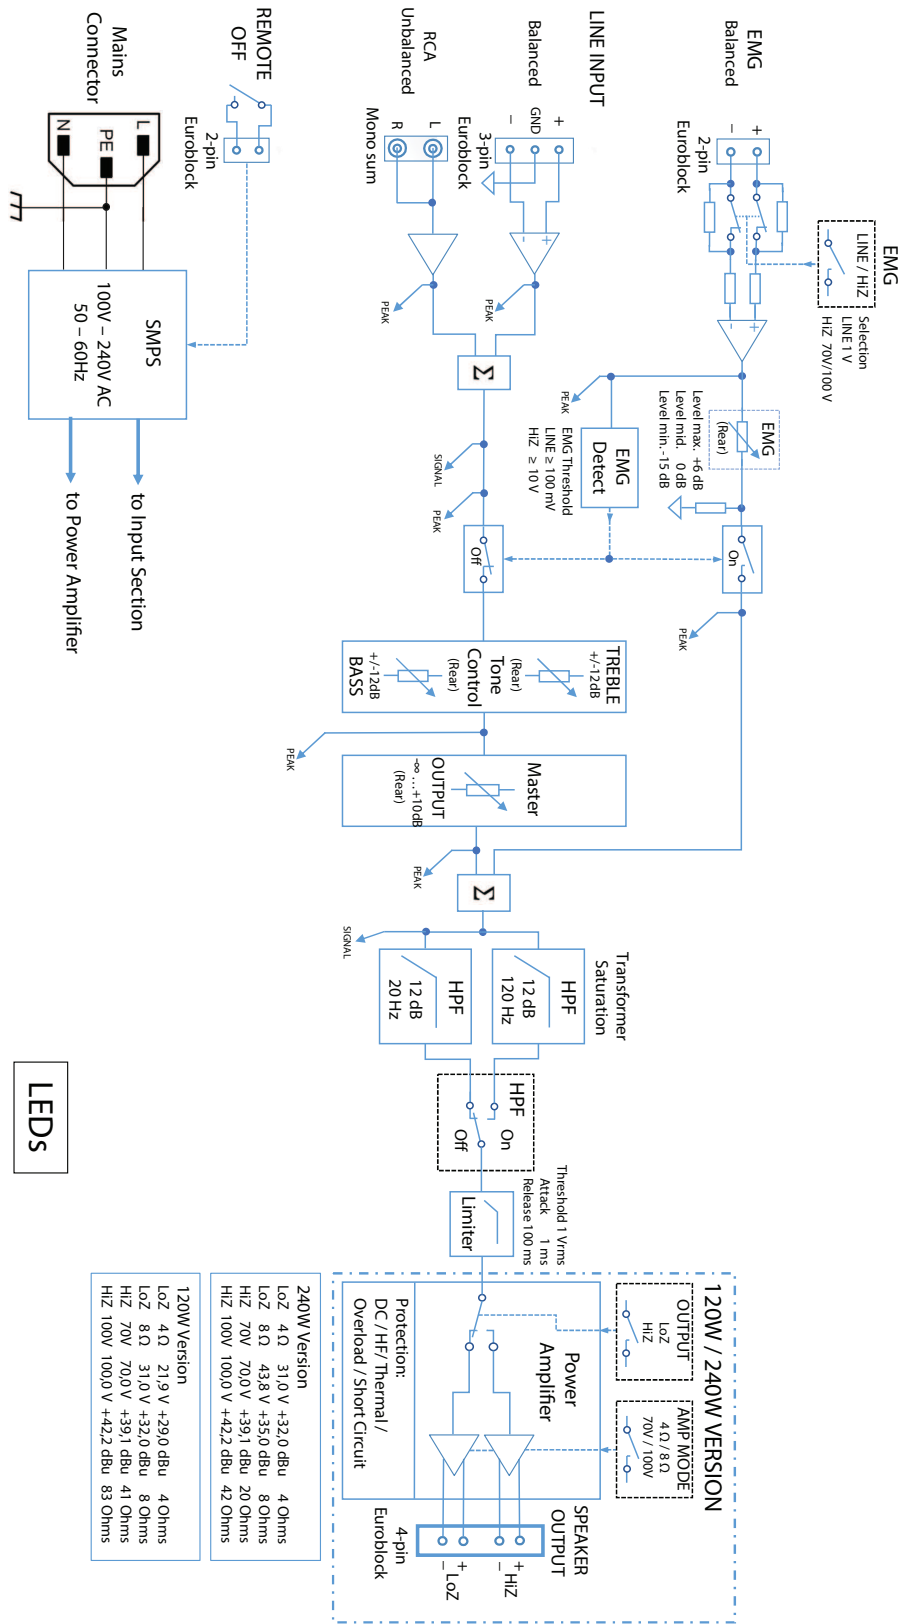 EMG
Balanced
+
−
2-pin
Euroblock
EMG
LINE / HiZ
Selection
LINE 1 V
HiZ 70V/100 V
+
−
PEAK
EMG
(Rear)
Level max. +6 dB
Level mid. 0 dB
Level min. -15 dB
EMG
Detect
EMG Threshold
LINE ≥ 100 mV
HiZ ≥ 10 V
On
PEAK
LINE INPUT
Balanced
+
GND
−
3-pin
Euroblock
+
−
PEAK
RCA
Unbalanced
L
R
Mono sum
PEAK
Σ
SIGNAL
PEAK
Off
TREBLE
+/-12dB
(Rear)
Tone
Control
(Rear)
+/-12dB
BASS
PEAK
Master
OUTPUT
-∞ ...+10dB
(Rear)
PEAK
Σ
SIGNAL
Transformer
Saturation
HPF
12 dB
120 Hz
HPF
12 dB
20 Hz
HPF
On
Off
Threshold 1 Vrms
Attack 1 ms
Release 100 ms
Limiter
120W / 240W VERSION
OUTPUT
LoZ
HiZ
AMP MODE
4 Ω / 8 Ω
70V / 100V
Power
Amplifier
Protection:
DC / HF/ Thermal /
Overload / Short Circuit
SPEAKER
OUTPUT
+
HiZ
−
+
LoZ
−
4-pin
Euroblock
REMOTE
OFF
2-pin
Euroblock
Mains
Connector
L
PE
N
SMPS
100V – 240V AC
50 – 60Hz
to Input Section
to Power Amplifier
LEDs
240W Version
LoZ 4 Ω 31,0 V +32,0 dBu 4 Ohms
LoZ 8 Ω 43,8 V +35,0 dBu 8 Ohms
HiZ 70V 70,0 V +39,1 dBu 20 Ohms
HiZ 100V 100,0 V +42,2 dBu 42 Ohms
120W Version
LoZ 4 Ω 21,9 V +29,0 dBu 4 Ohms
LoZ 8 Ω 31,0 V +32,0 dBu 8 Ohms
HiZ 70V 70,0 V +39,1 dBu 41 Ohms
HiZ 100V 100,0 V +42,2 dBu 83 Ohms